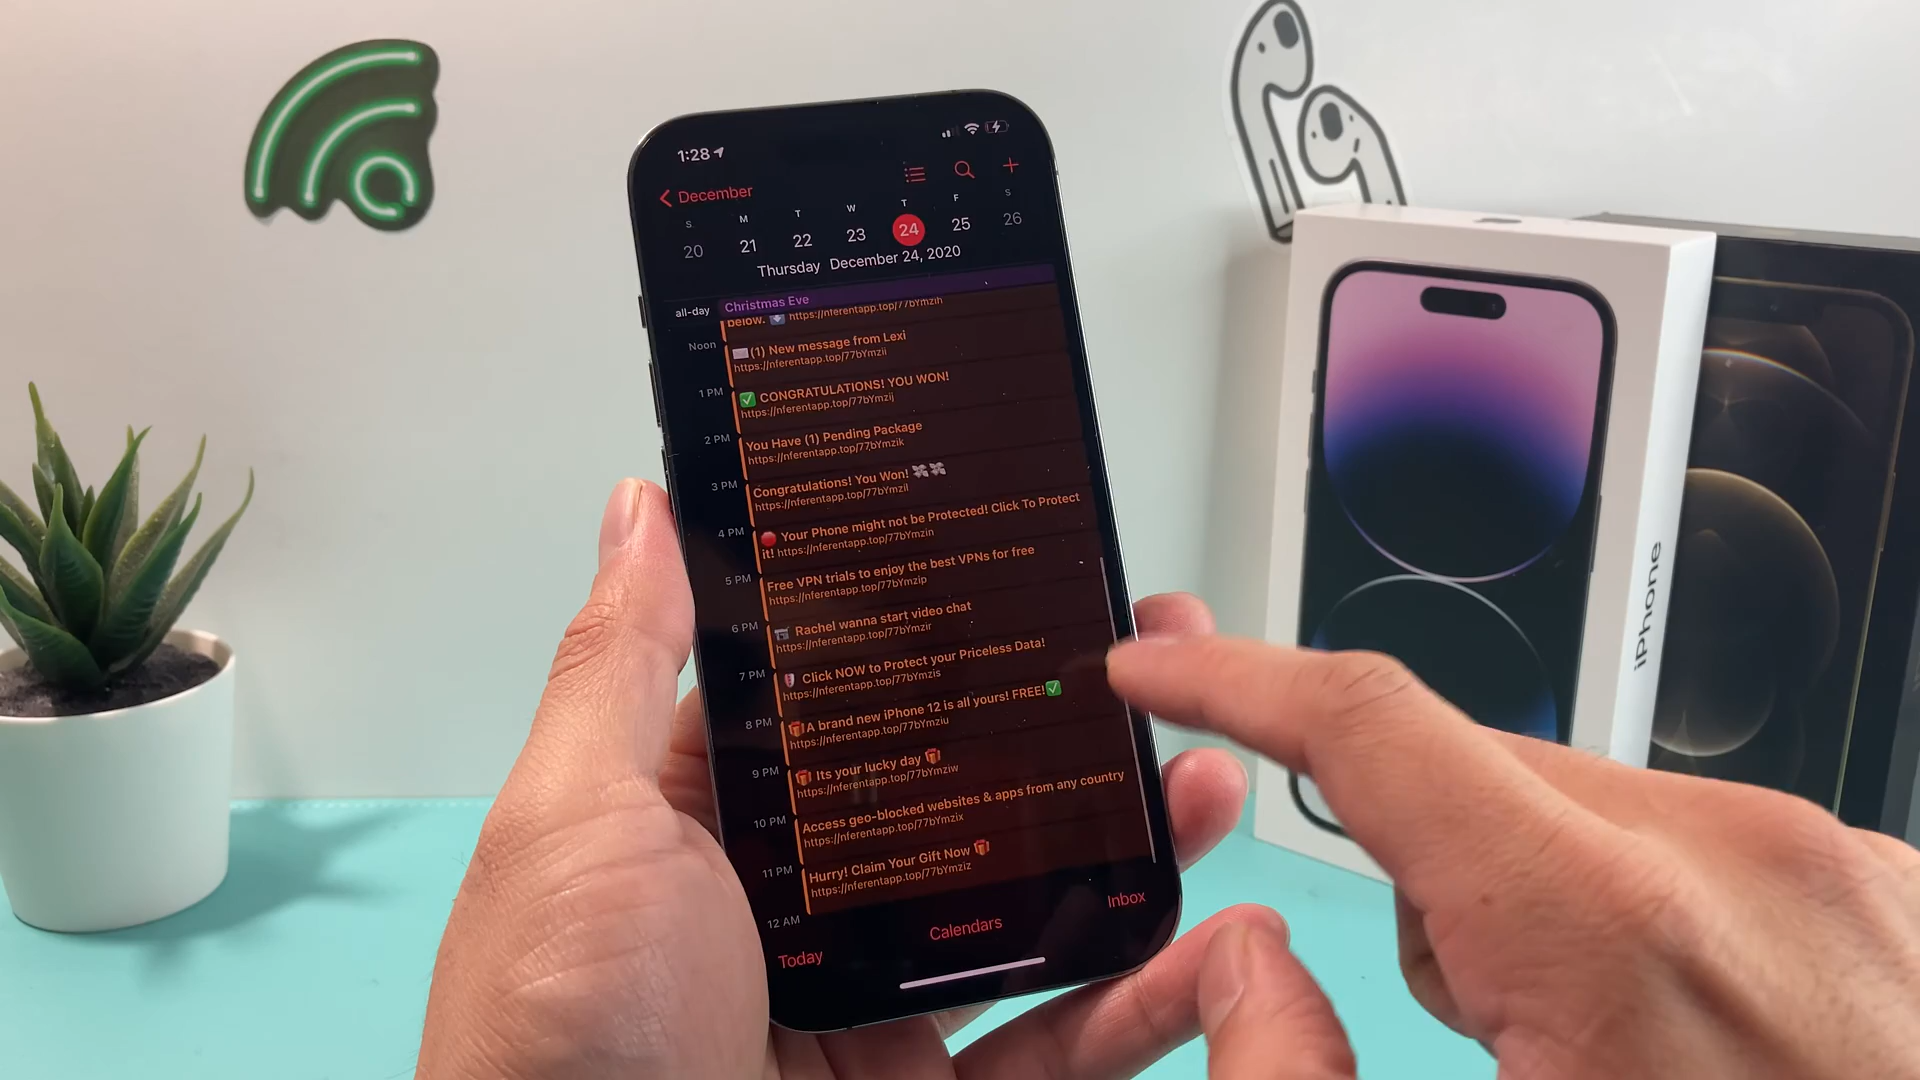 1:28
December
S M T W T F S
20 21 22 23 24 25 26
Thursday December 24, 2020
all-day Christmas Eve
below. https://nferentapp.top/77bYmzih
Noon
(1) New message from Lexi
https://nferentapp.top/77bYmzii
1 PM
✅ CONGRATULATIONS! YOU WON!
https://nferentapp.top/77bYmzij
2 PM
You Have (1) Pending Package
https://nferentapp.top/77bYmzik
3 PM
Congratulations! You Won!
https://nferentapp.top/77bYmzil
4 PM
🔴 Your Phone might not be Protected! Click To Protect
it! https://nferentapp.top/77bYmzin
5 PM
Free VPN trials to enjoy the best VPNs for free
https://nferentapp.top/77bYmzip
6 PM
Rachel wanna start video chat
https://nferentapp.top/77bYmzir
7 PM
Click NOW to Protect your Priceless Data!
https://nferentapp.top/77bYmzis
8 PM
🎁A brand new iPhone 12 is all yours! FREE!✅
https://nferentapp.top/77bYmziu
9 PM
🎁 Its your lucky day 🎁
https://nferentapp.top/77bYmziw
10 PM
Access geo-blocked websites & apps from any country
https://nferentapp.top/77bYmzix
11 PM
Hurry! Claim Your Gift Now 🎁
https://nferentapp.top/77bYmziz
12 AM
Today Calendars Inbox
iPhone